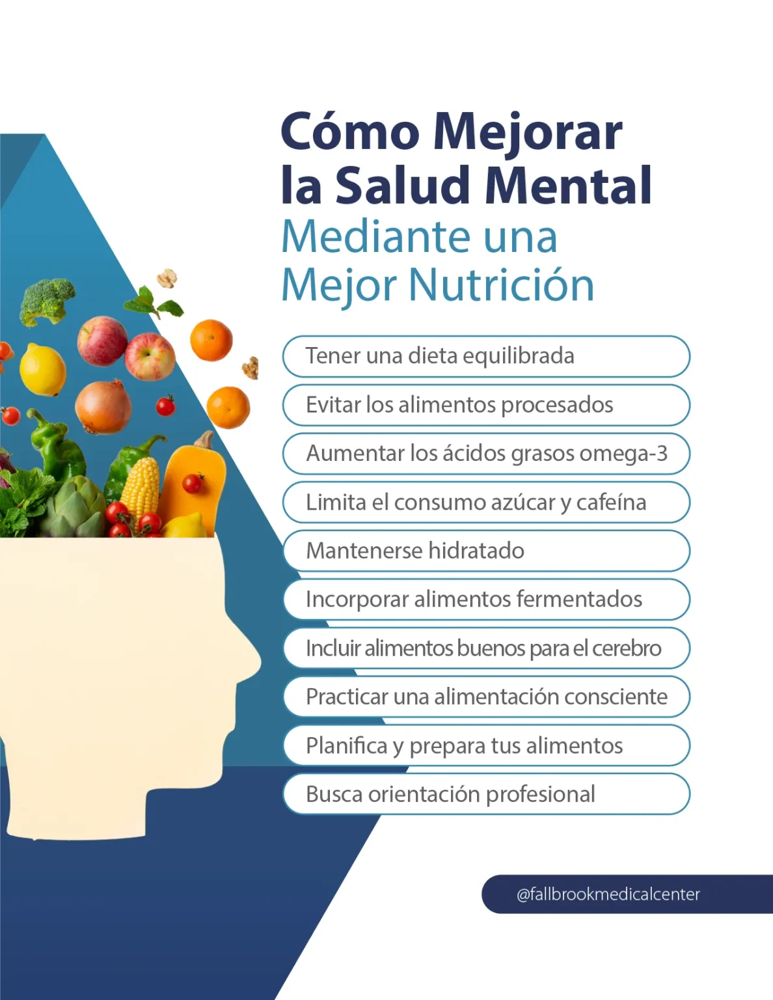 Cómo Mejorar
la Salud Mental
Mediante una
Mejor Nutrición
Tener una dieta equilibrada
Evitar los alimentos procesados
Aumentar los ácidos grasos omega-3
Limita el consumo azúcar y cafeína
Mantenerse hidratado
Incorporar alimentos fermentados
Incluir alimentos buenos para el cerebro
Practicar una alimentación consciente
Planifica y prepara tus alimentos
Busca orientación profesional
@fallbrookmedicalcenter